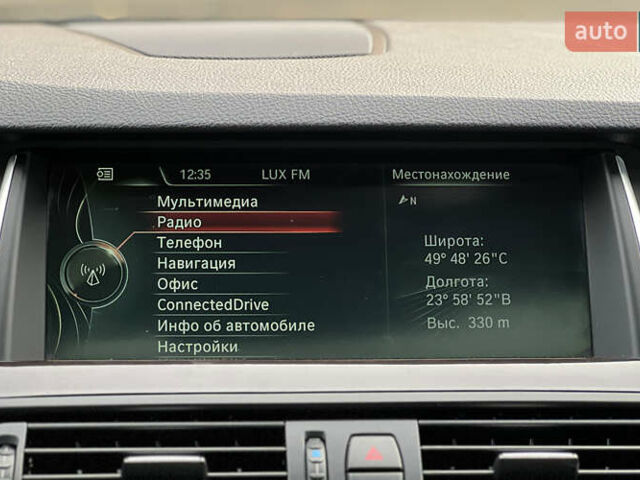 auto
12:35 LUX FM
Местонахождение
N
Мультимедиа
Радио
Телефон
Навигация
Офис
ConnectedDrive
Инфо об автомобиле
Настройки
Широта:
49° 48' 26"С
Долгота:
23° 58' 52"В
Выс. 330 m